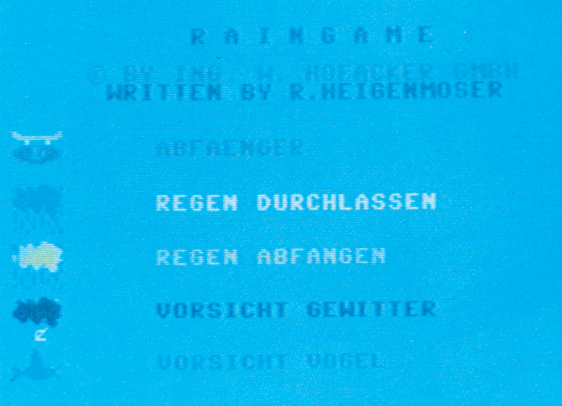 R A I N G A M E
© BY ING. W. HOFACKER GMBH
WRITTEN BY R.HEIGENMOSER
ABFAENGER
REGEN DURCHLASSEN
REGEN ABFANGEN
VORSICHT GEWITTER
VORSICHT VOGEL